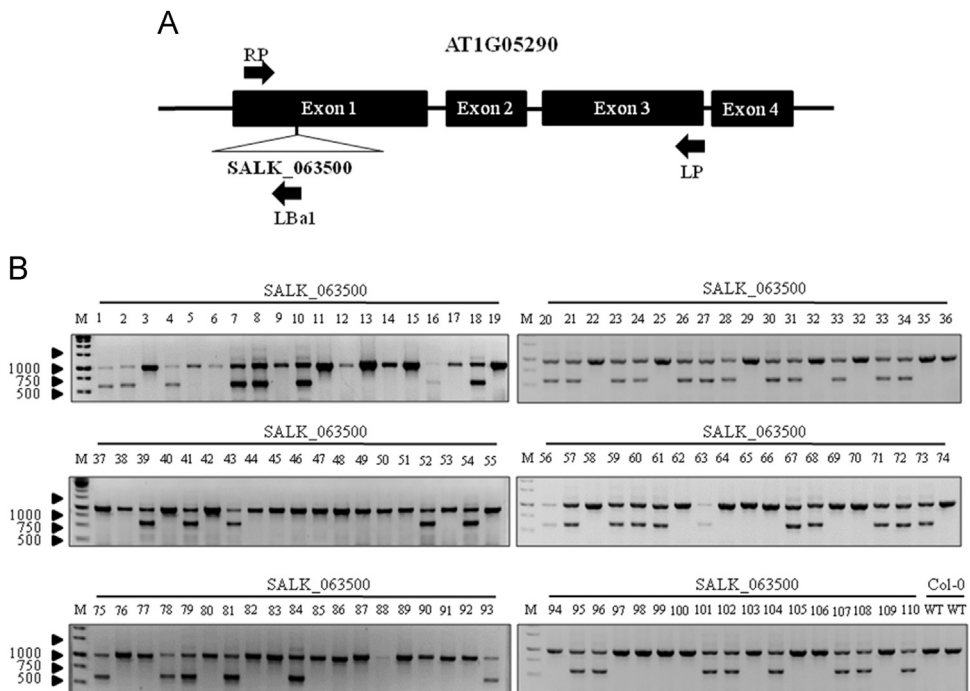 A
AT1G05290
RP
Exon 1
Exon 2
Exon 3
Exon 4
SALK_063500
LP
LBa1
B
SALK_063500
M 1 2 3 4 5 6 7 8 9 10 11 12 13 14 15 16 17 18 19
1000
750
500
SALK_063500
M 20 21 22 23 24 25 26 27 28 29 30 31 32 33 32 33 34 35 36
SALK_063500
M 37 38 39 40 41 42 43 44 45 46 47 48 49 50 51 52 53 54 55
1000
750
500
SALK_063500
M 56 57 58 59 60 61 62 63 64 65 66 67 68 69 70 71 72 73 74
SALK_063500
M 75 76 77 78 79 80 81 82 83 84 85 86 87 88 89 90 91 92 93
1000
750
500
SALK_063500 Col-0
M 94 95 96 97 98 99 100 101 102 103 104 105 106 107 108 109 110 WT WT